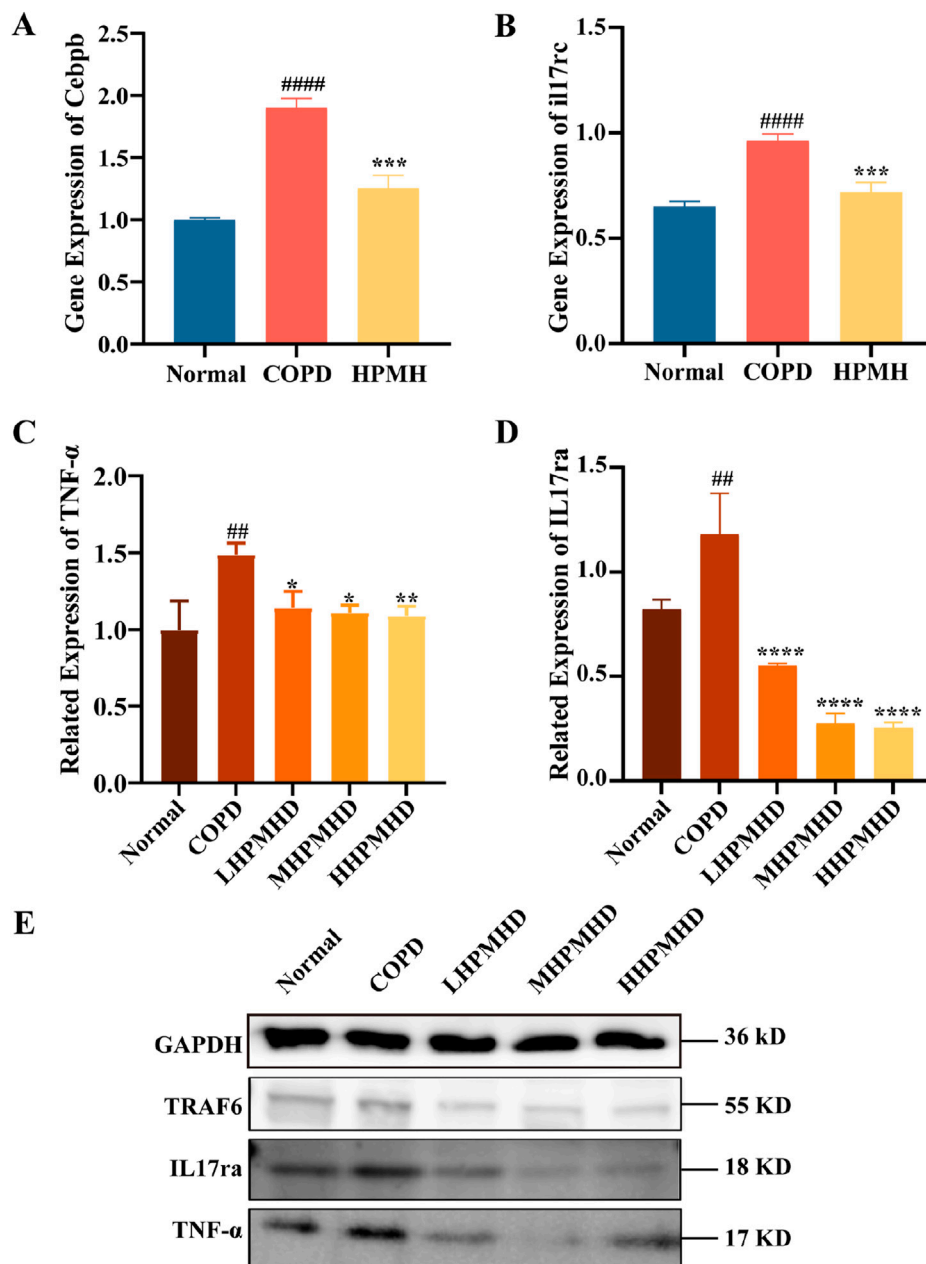 A
Gene Expression of Cebpb
2.5
2.0
1.5
1.0
0.5
0.0
####
***
Normal COPD HPMH
B
Gene Expression of il17rc
1.5
1.0
0.5
0.0
####
***
Normal COPD HPMH
C
Related Expression of TNF-α
2.0
1.5
1.0
0.5
0.0
##
*
*
**
Normal
COPD
LHPMHD
MHPMHD
HHPMHD
D
Related Expression of IL17ra
1.5
1.0
0.5
0.0
##
****
****
****
Normal
COPD
LHPMHD
MHPMHD
HHPMHD
E
Normal
COPD
LHPMHD
MHPMHD
HHPMHD
GAPDH 36 kD
TRAF6 55 KD
IL17ra 18 KD
TNF-α 17 KD